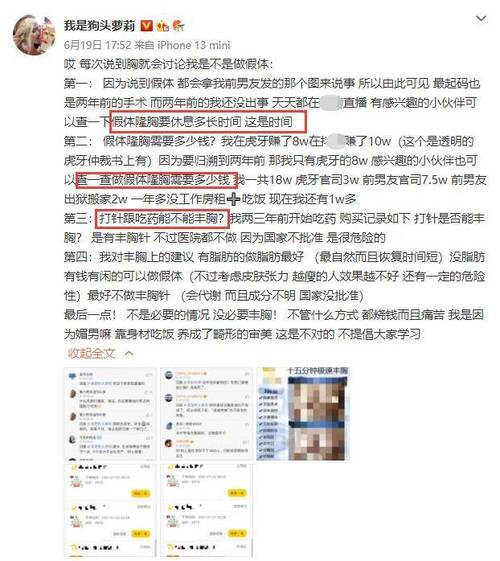 我是狗头萝莉
6月19日 17:52 来自 iPhone 13 mini
哎 每次说到胸就会讨论我是不是做假体:
第一: 因为说到假体 都会拿我前男友发的那个图来说事 所以由此可见 最起码也
是两年前的手术 而两年前的我还没出事 天天都在 直播 有感兴趣的小伙伴可
以查一下假体隆胸要休息多长时间 这是时间
第二: 假体隆胸需要多少钱? 我在虎牙赚了8w在 赚了10w (这个是透明的
虎牙仲裁书上有) 因为要归溯到两年前 那我只有虎牙的8w 感兴趣的小伙伴也可
以查一查做假体隆胸需要多少钱 我一共18w 虎牙官司3w 前男友官司7.5w 前男友
出狱搬家2w 一年多没工作房租➕吃饭 现在我还有1w多
第三: 打针跟吃药能不能丰胸? 我两三年前开始吃药 购买记录如下 打针是否能丰
胸? 是有丰胸针 不过医院都不做 因为国家不批准 是很危险的
第四: 我对丰胸上的建议 有脂肪的做脂肪最好 (最自然而且恢复时间短) 没脂肪
有钱有闲的可以做假体 (不过考虑皮肤张力 越瘦的人效果越不好 还有一定的危险
性) 最好不做丰胸针 (会代谢 而且成分不明 国家没批准)
最后一点! 不是必要的情况 没必要丰胸! 不管什么方式 都烧钱而且痛苦 我是因
为媚男嘛 靠身材吃饭 养成了畸形的审美 这是不对的 不提倡大家学习
收起全文
十五分钟极速丰胸